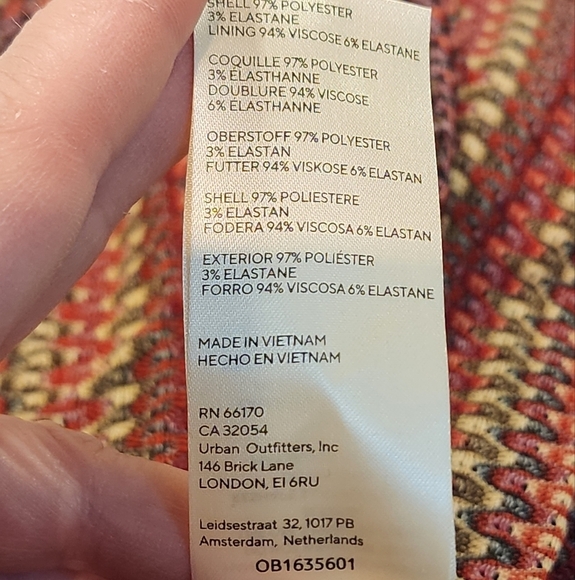 SHELL 97% POLYESTER
3% ELASTANE
LINING 94% VISCOSE 6% ELASTANE
COQUILLE 97% POLYESTER
3% ÉLASTHANNE
DOUBLURE 94% VISCOSE
6% ÉLASTHANNE
OBERSTOFF 97% POLYESTER
3% ELASTAN
FUTTER 94% VISKOSE 6% ELASTAN
SHELL 97% POLIESTERE
3% ELASTAN
FODERA 94% VISCOSA 6% ELASTAN
EXTERIOR 97% POLIÉSTER
3% ELASTANE
FORRO 94% VISCOSA 6% ELASTANE
MADE IN VIETNAM
HECHO EN VIETNAM
RN 66170
CA 32054
Urban Outfitters, Inc
146 Brick Lane
LONDON, EI 6RU
Leidsestraat 32, 1017 PB
Amsterdam, Netherlands
OB1635601